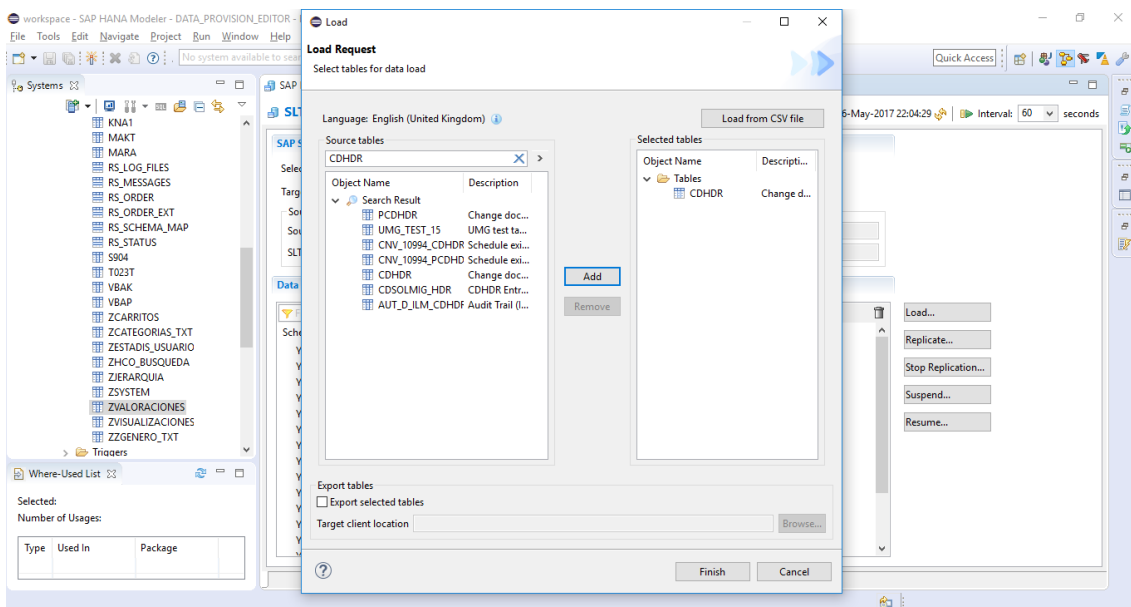 workspace - SAP HANA Modeler - DATA_PROVISION_EDITOR -
File Tools Edit Navigate Project Run Window Help
No system available to sear
Quick Access
Systems
KNA1
MAKT
MARA
RS_LOG_FILES
RS_MESSAGES
RS_ORDER
RS_ORDER_EXT
RS_SCHEMA_MAP
RS_STATUS
S904
T023T
VBAK
VBAP
ZCARRITOS
ZCATEGORIAS_TXT
ZESTADIS_USUARIO
ZHCO_BUSQUEDA
ZJERARQUIA
ZSYSTEM
ZVALORACIONES
ZVISUALIZACIONES
ZZGENERO_TXT
Triggers
Where-Used List
Selected:
Number of Usages:
Type Used In Package
SAP
SLT
6-May-2017 22:04:29 Interval: 60 seconds
SAP S
Selec
Targ
So
Sou
SLT
Data
Sche
Load
Load Request
Select tables for data load
Language: English (United Kingdom)
Load from CSV file
Source tables
CDHDR
Object Name Description
Search Result
PCDHDR Change doc...
UMG_TEST_15 UMG test ta...
CNV_10994_CDHDR Schedule exi...
CNV_10994_PCDHD Schedule exi...
CDHDR Change doc...
CDSOLMIG_HDR CDHDR Entr...
AUT_D_ILM_CDHDF Audit Trail (I...
Add
Remove
Selected tables
Object Name Descripti...
Tables
CDHDR Change d...
Export tables
Export selected tables
Target client location Browse...
Finish Cancel
Load...
Replicate...
Stop Replication...
Suspend...
Resume...